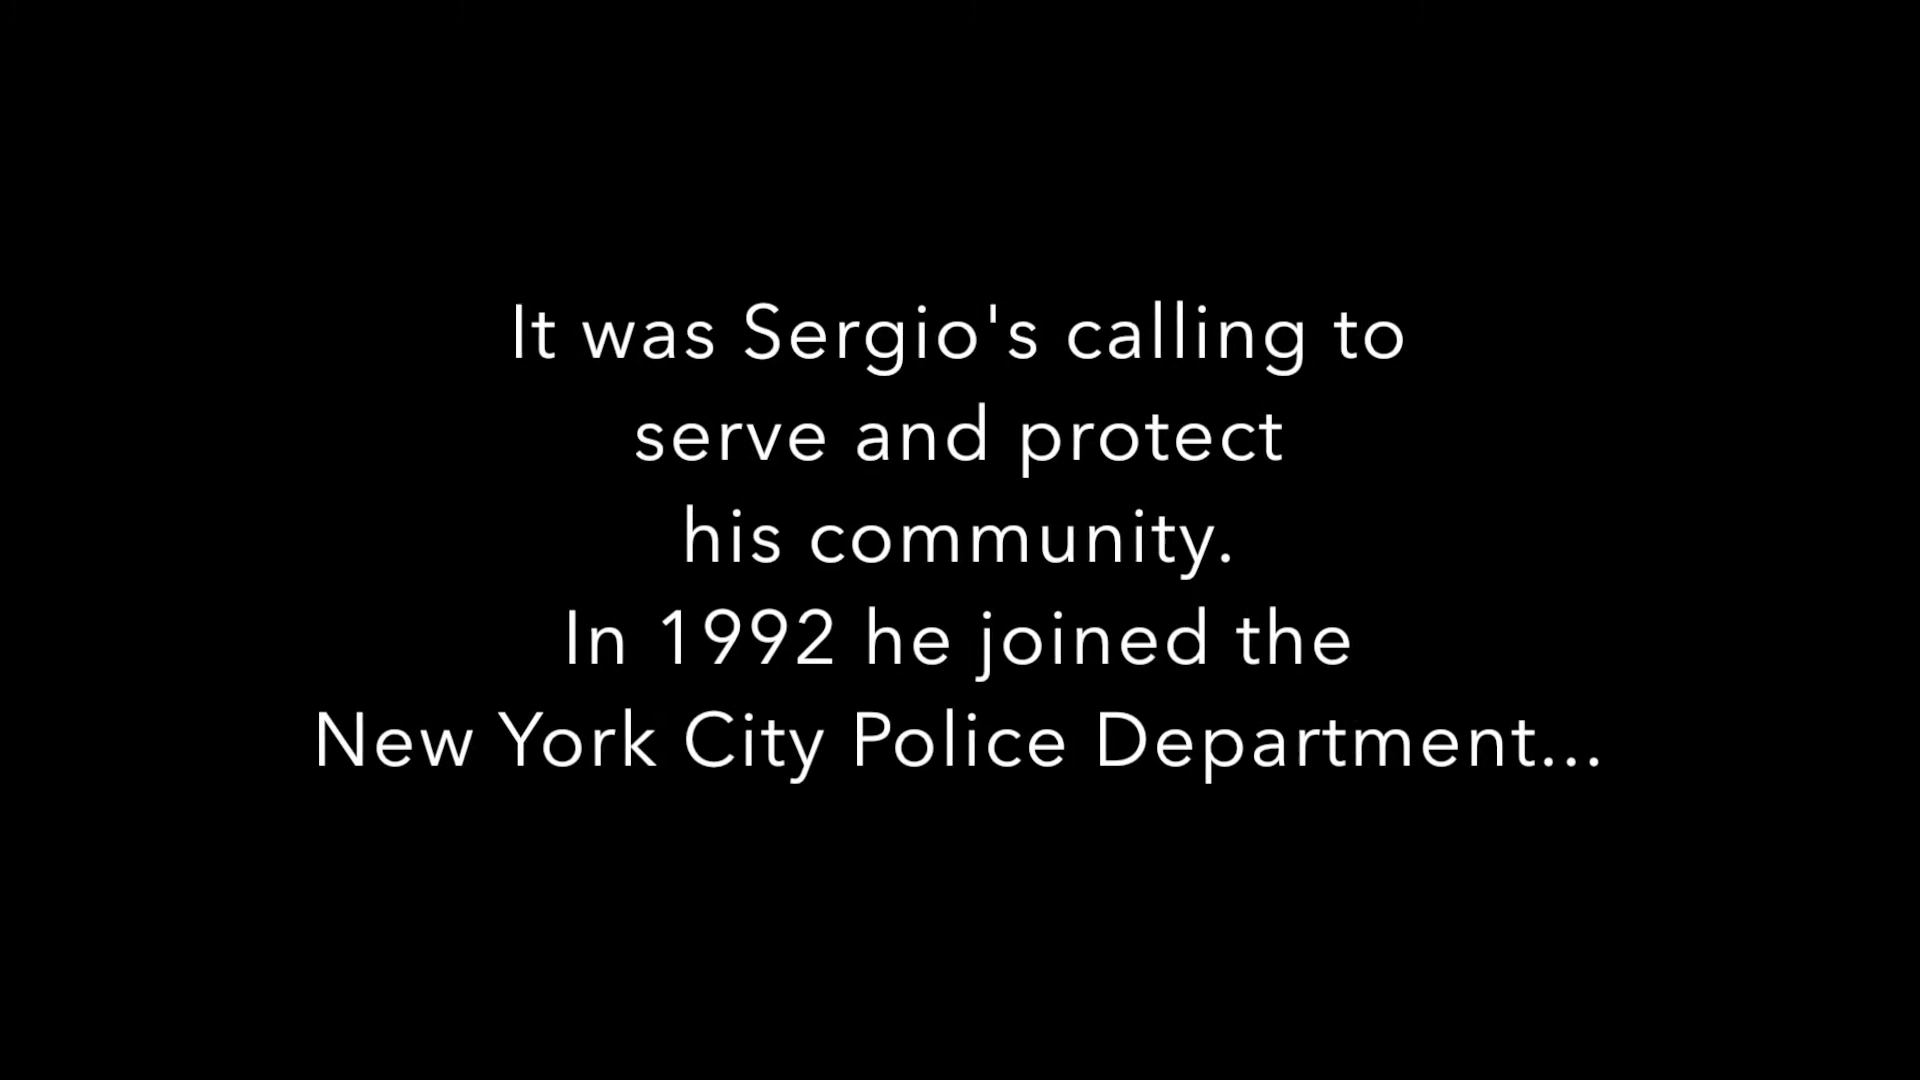 It was Sergio's calling to
serve and protect
his community.
In 1992 he joined the
New York City Police Department...